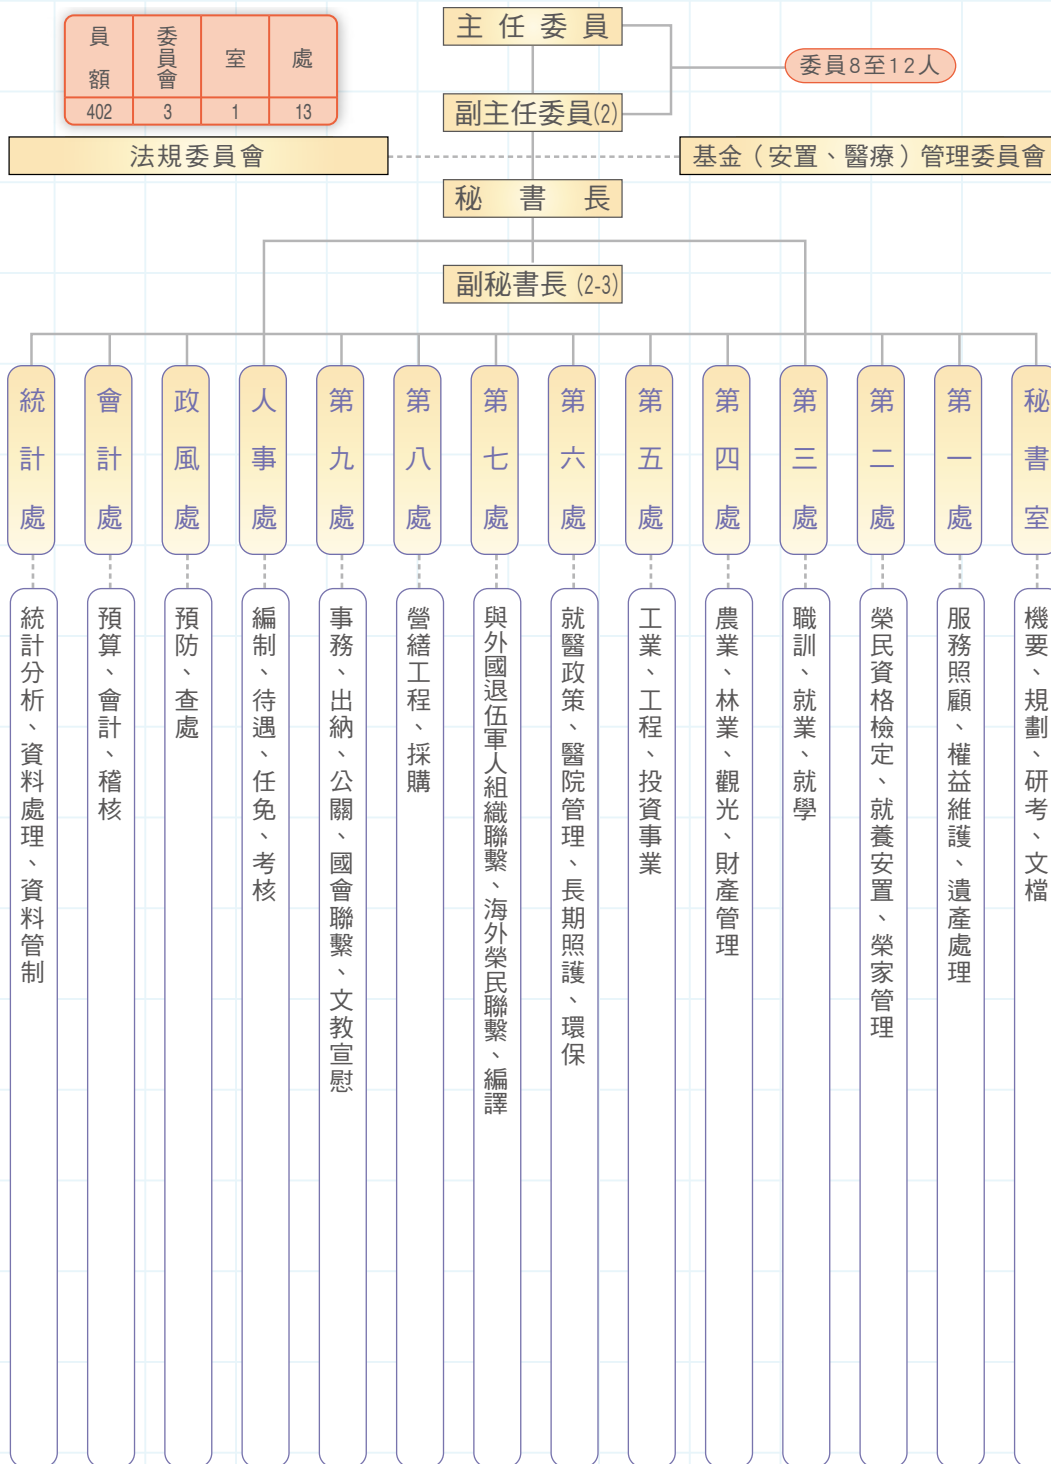 員額 委員會 室 處
402 3 1 13
主任委員
委員8至12人
副主任委員(2)
法規委員會
基金（安置、醫療）管理委員會
秘書長
副秘書長(2-3)
秘書室
第一處
第二處
第三處
第四處
第五處
第六處
第七處
第八處
第九處
人事處
政風處
會計處
統計處
機要、規劃、研考、文檔
服務照顧、權益維護、遺產處理
榮民資格檢定、就養安置、榮家管理
職訓、就業、就學
農業、林業、觀光、財產管理
工業、工程、投資事業
就醫政策、醫院管理、長期照護、環保
與外國退伍軍人組織聯繫、海外榮民聯繫、編譯
營繕工程、採購
事務、出納、公關、國會聯繫、文教宣慰
編制、待遇、任免、考核
預防、查處
預算、會計、稽核
統計分析、資料處理、資料管制